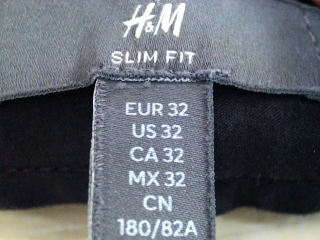 H&M
SLIM FIT
EUR 32
US 32
CA 32
MX 32
CN
180/82A